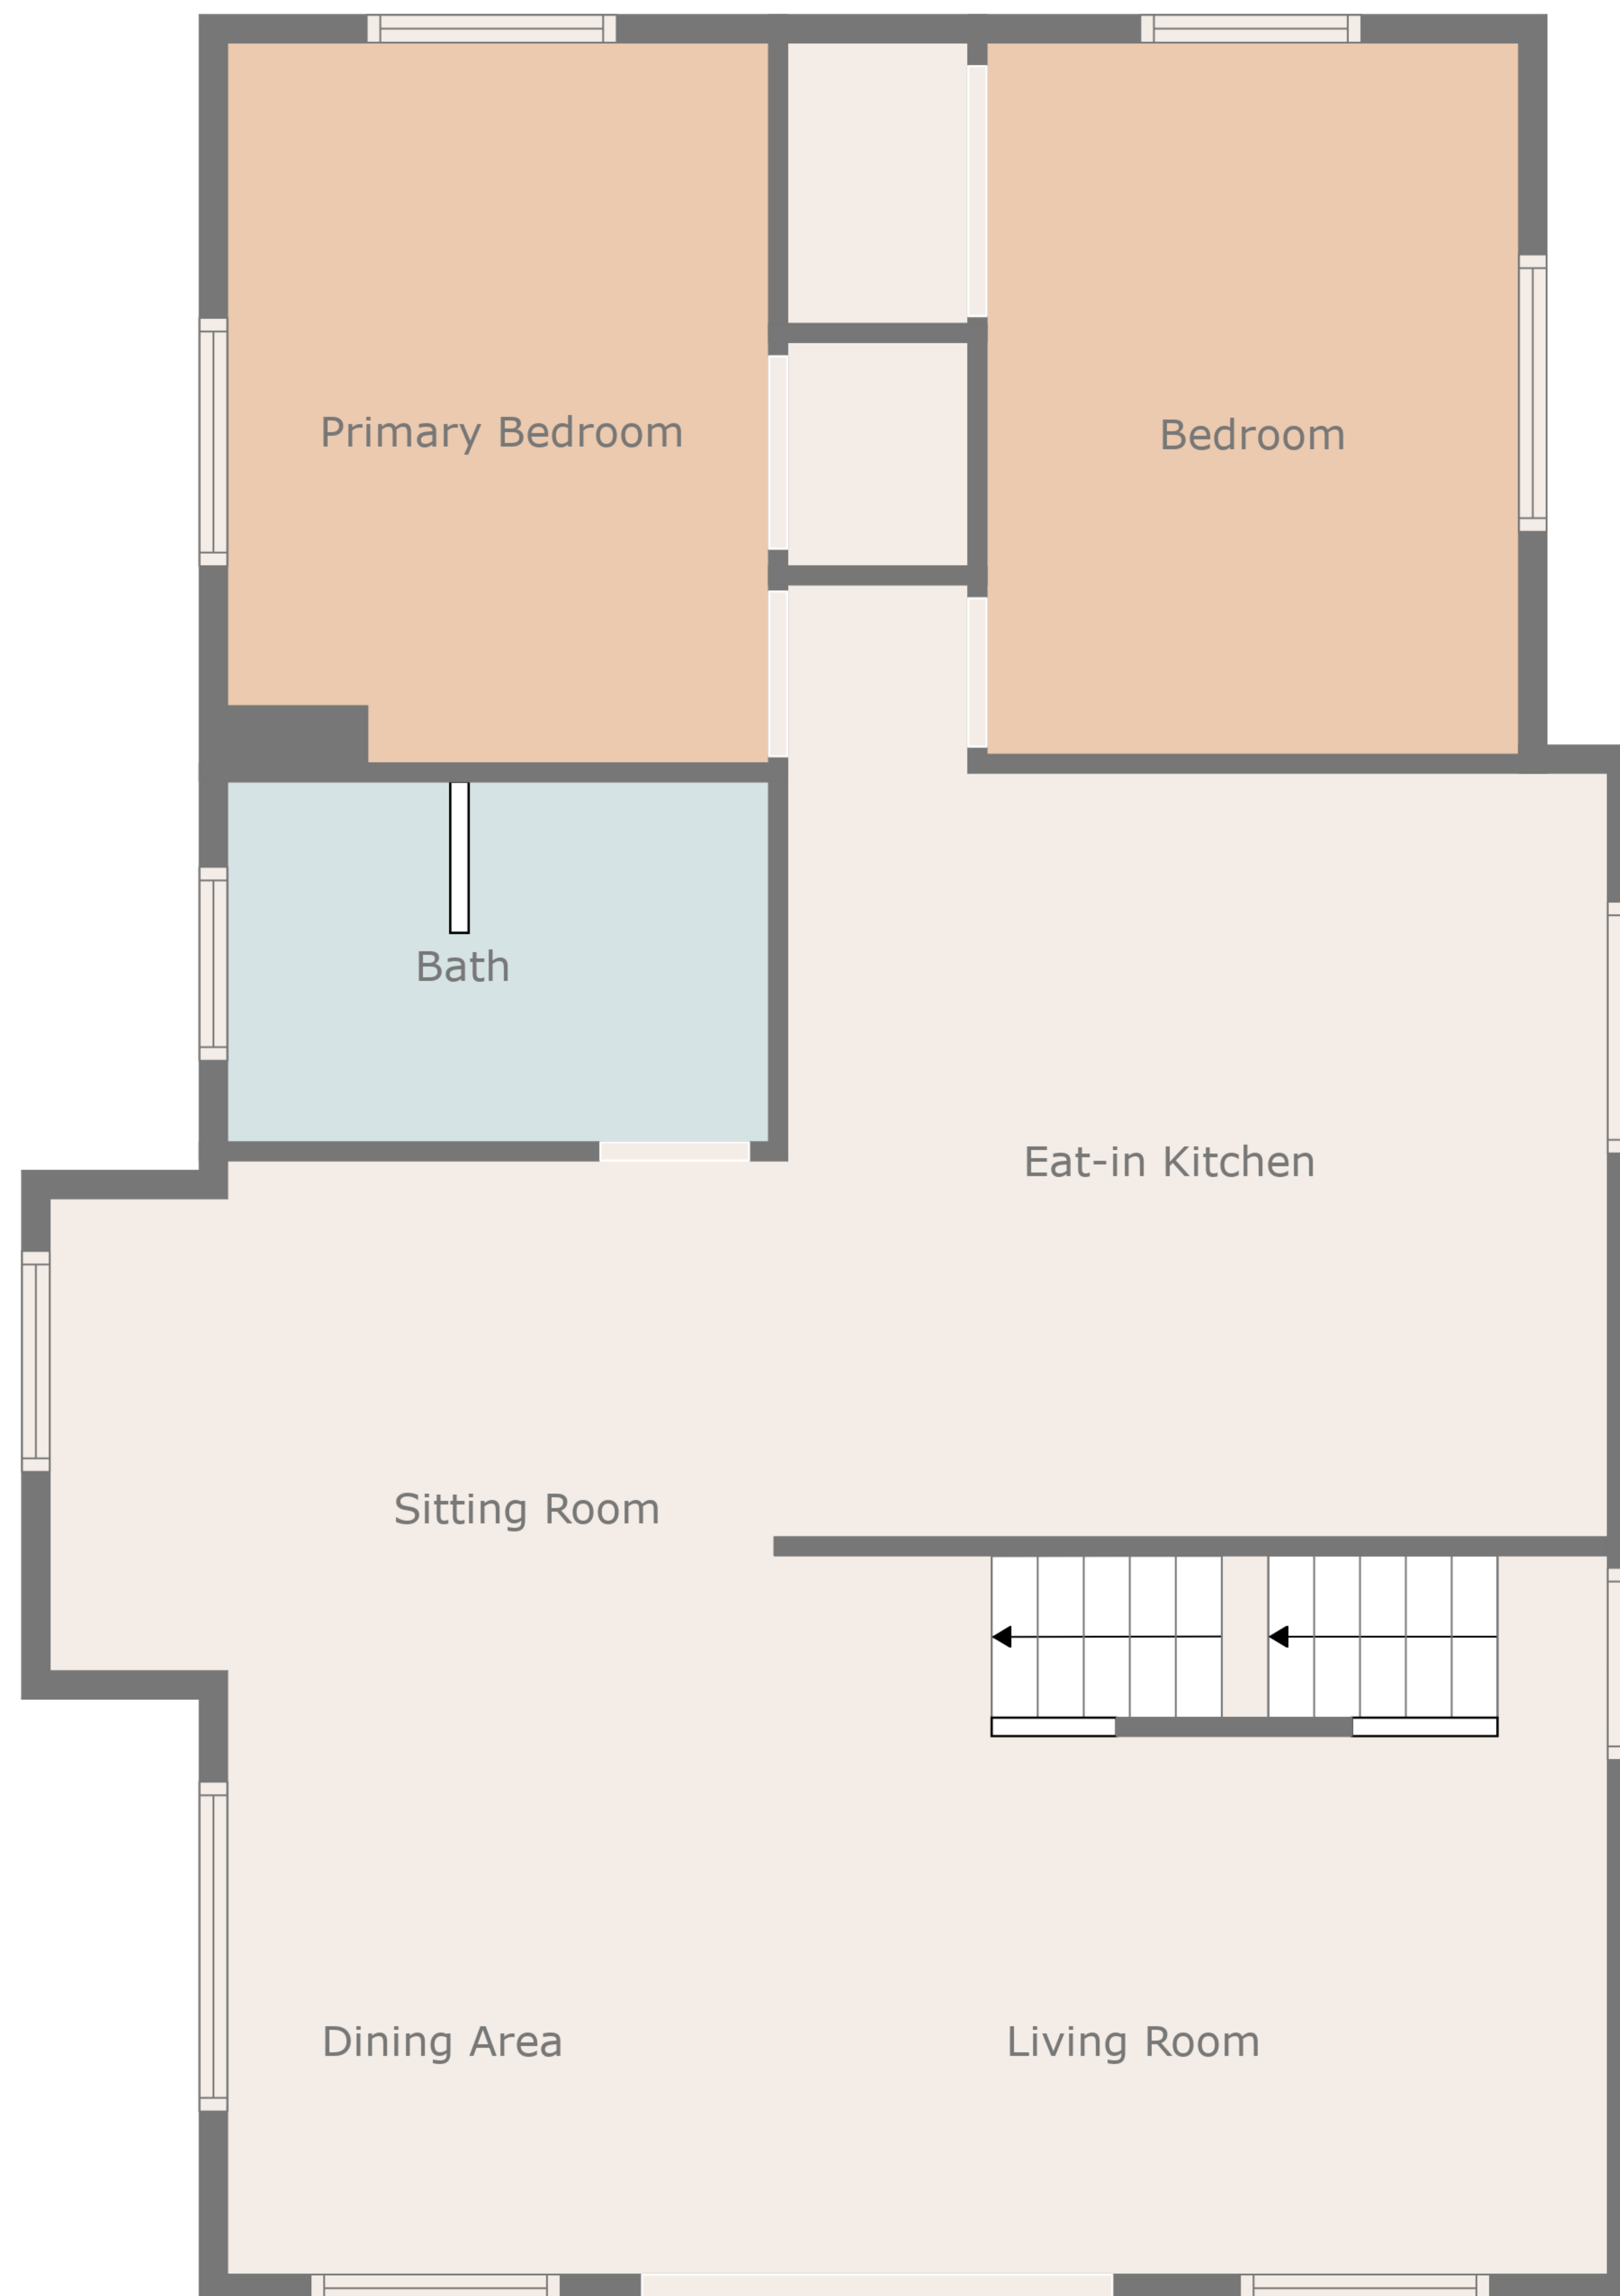 Primary Bedroom
Bedroom
Bath
Eat-in Kitchen
Sitting Room
Dining Area
Living Room